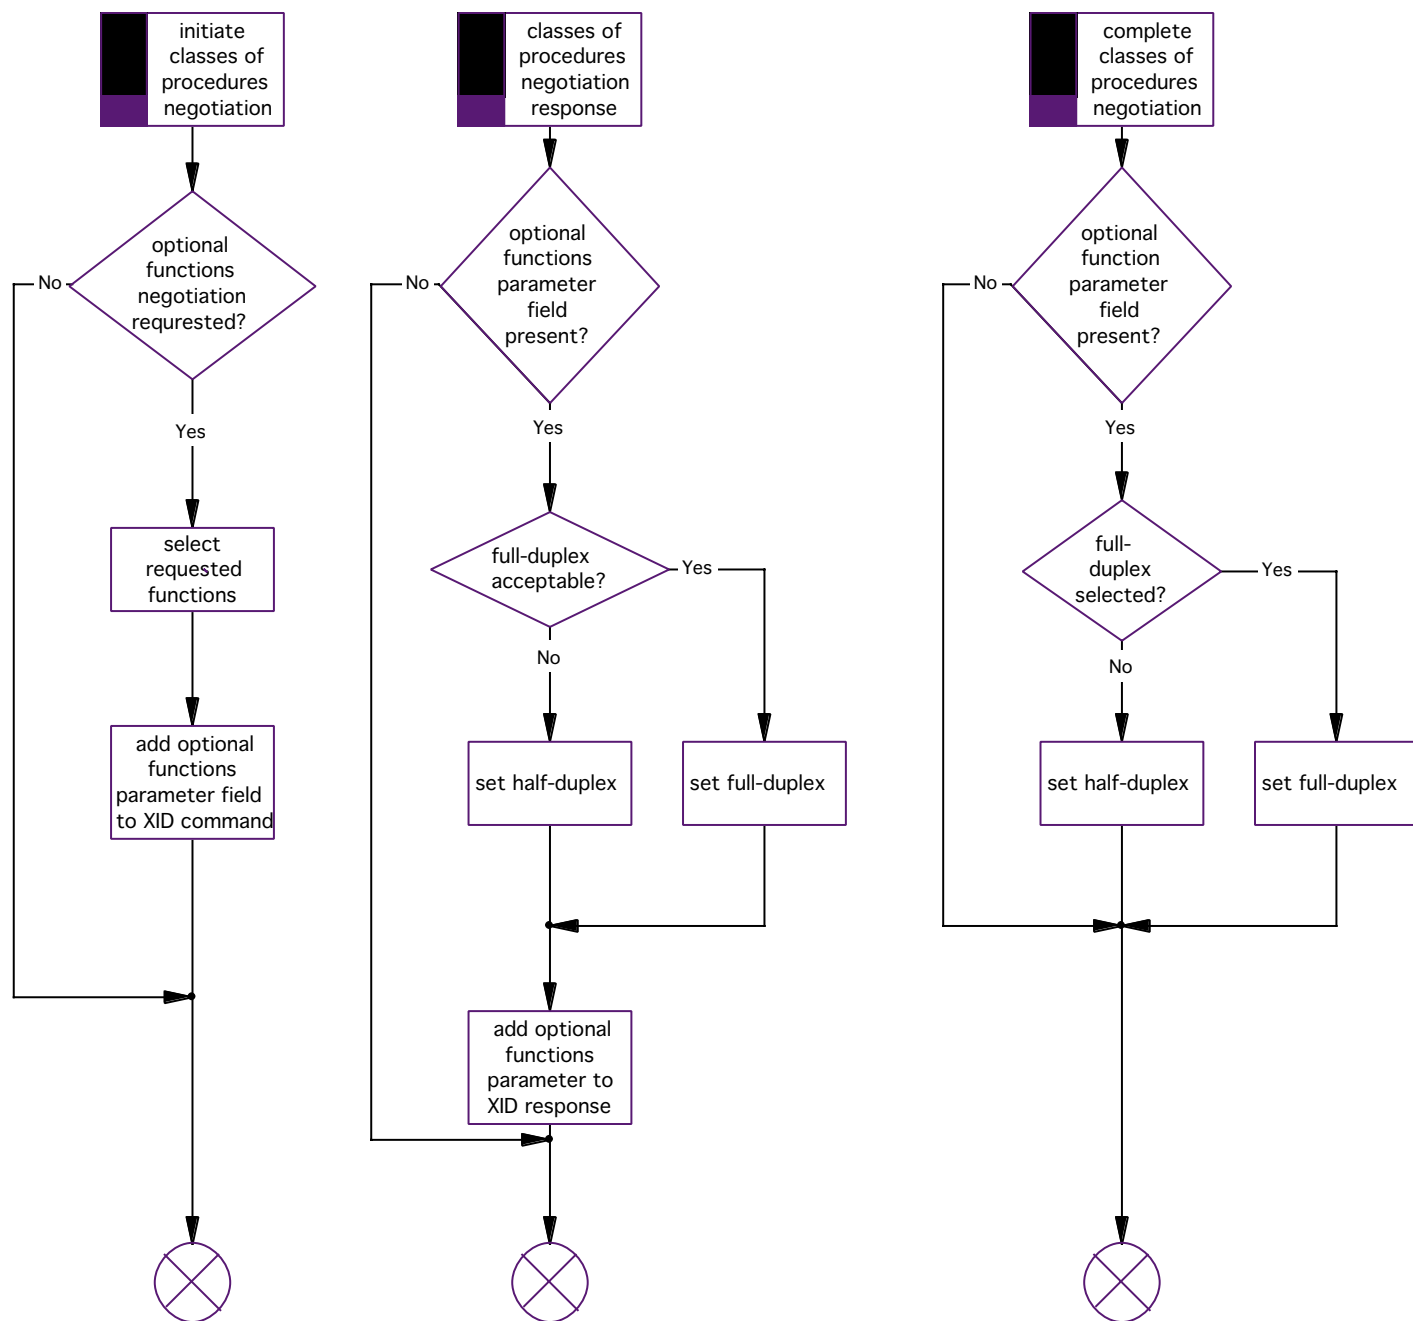 initiate
classes of
procedures
negotiation
optional
functions
negotiation
requrested?
No
Yes
select
requested
functions
add optional
functions
parameter field
to XID command
classes of
procedures
negotiation
response
optional
functions
parameter
field
present?
No
Yes
full-duplex
acceptable?
Yes
No
set half-duplex
set full-duplex
add optional
functions
parameter to
XID response
complete
classes of
procedures
negotiation
optional
function
parameter
field
present?
No
Yes
full-
duplex
selected?
Yes
No
set half-duplex
set full-duplex